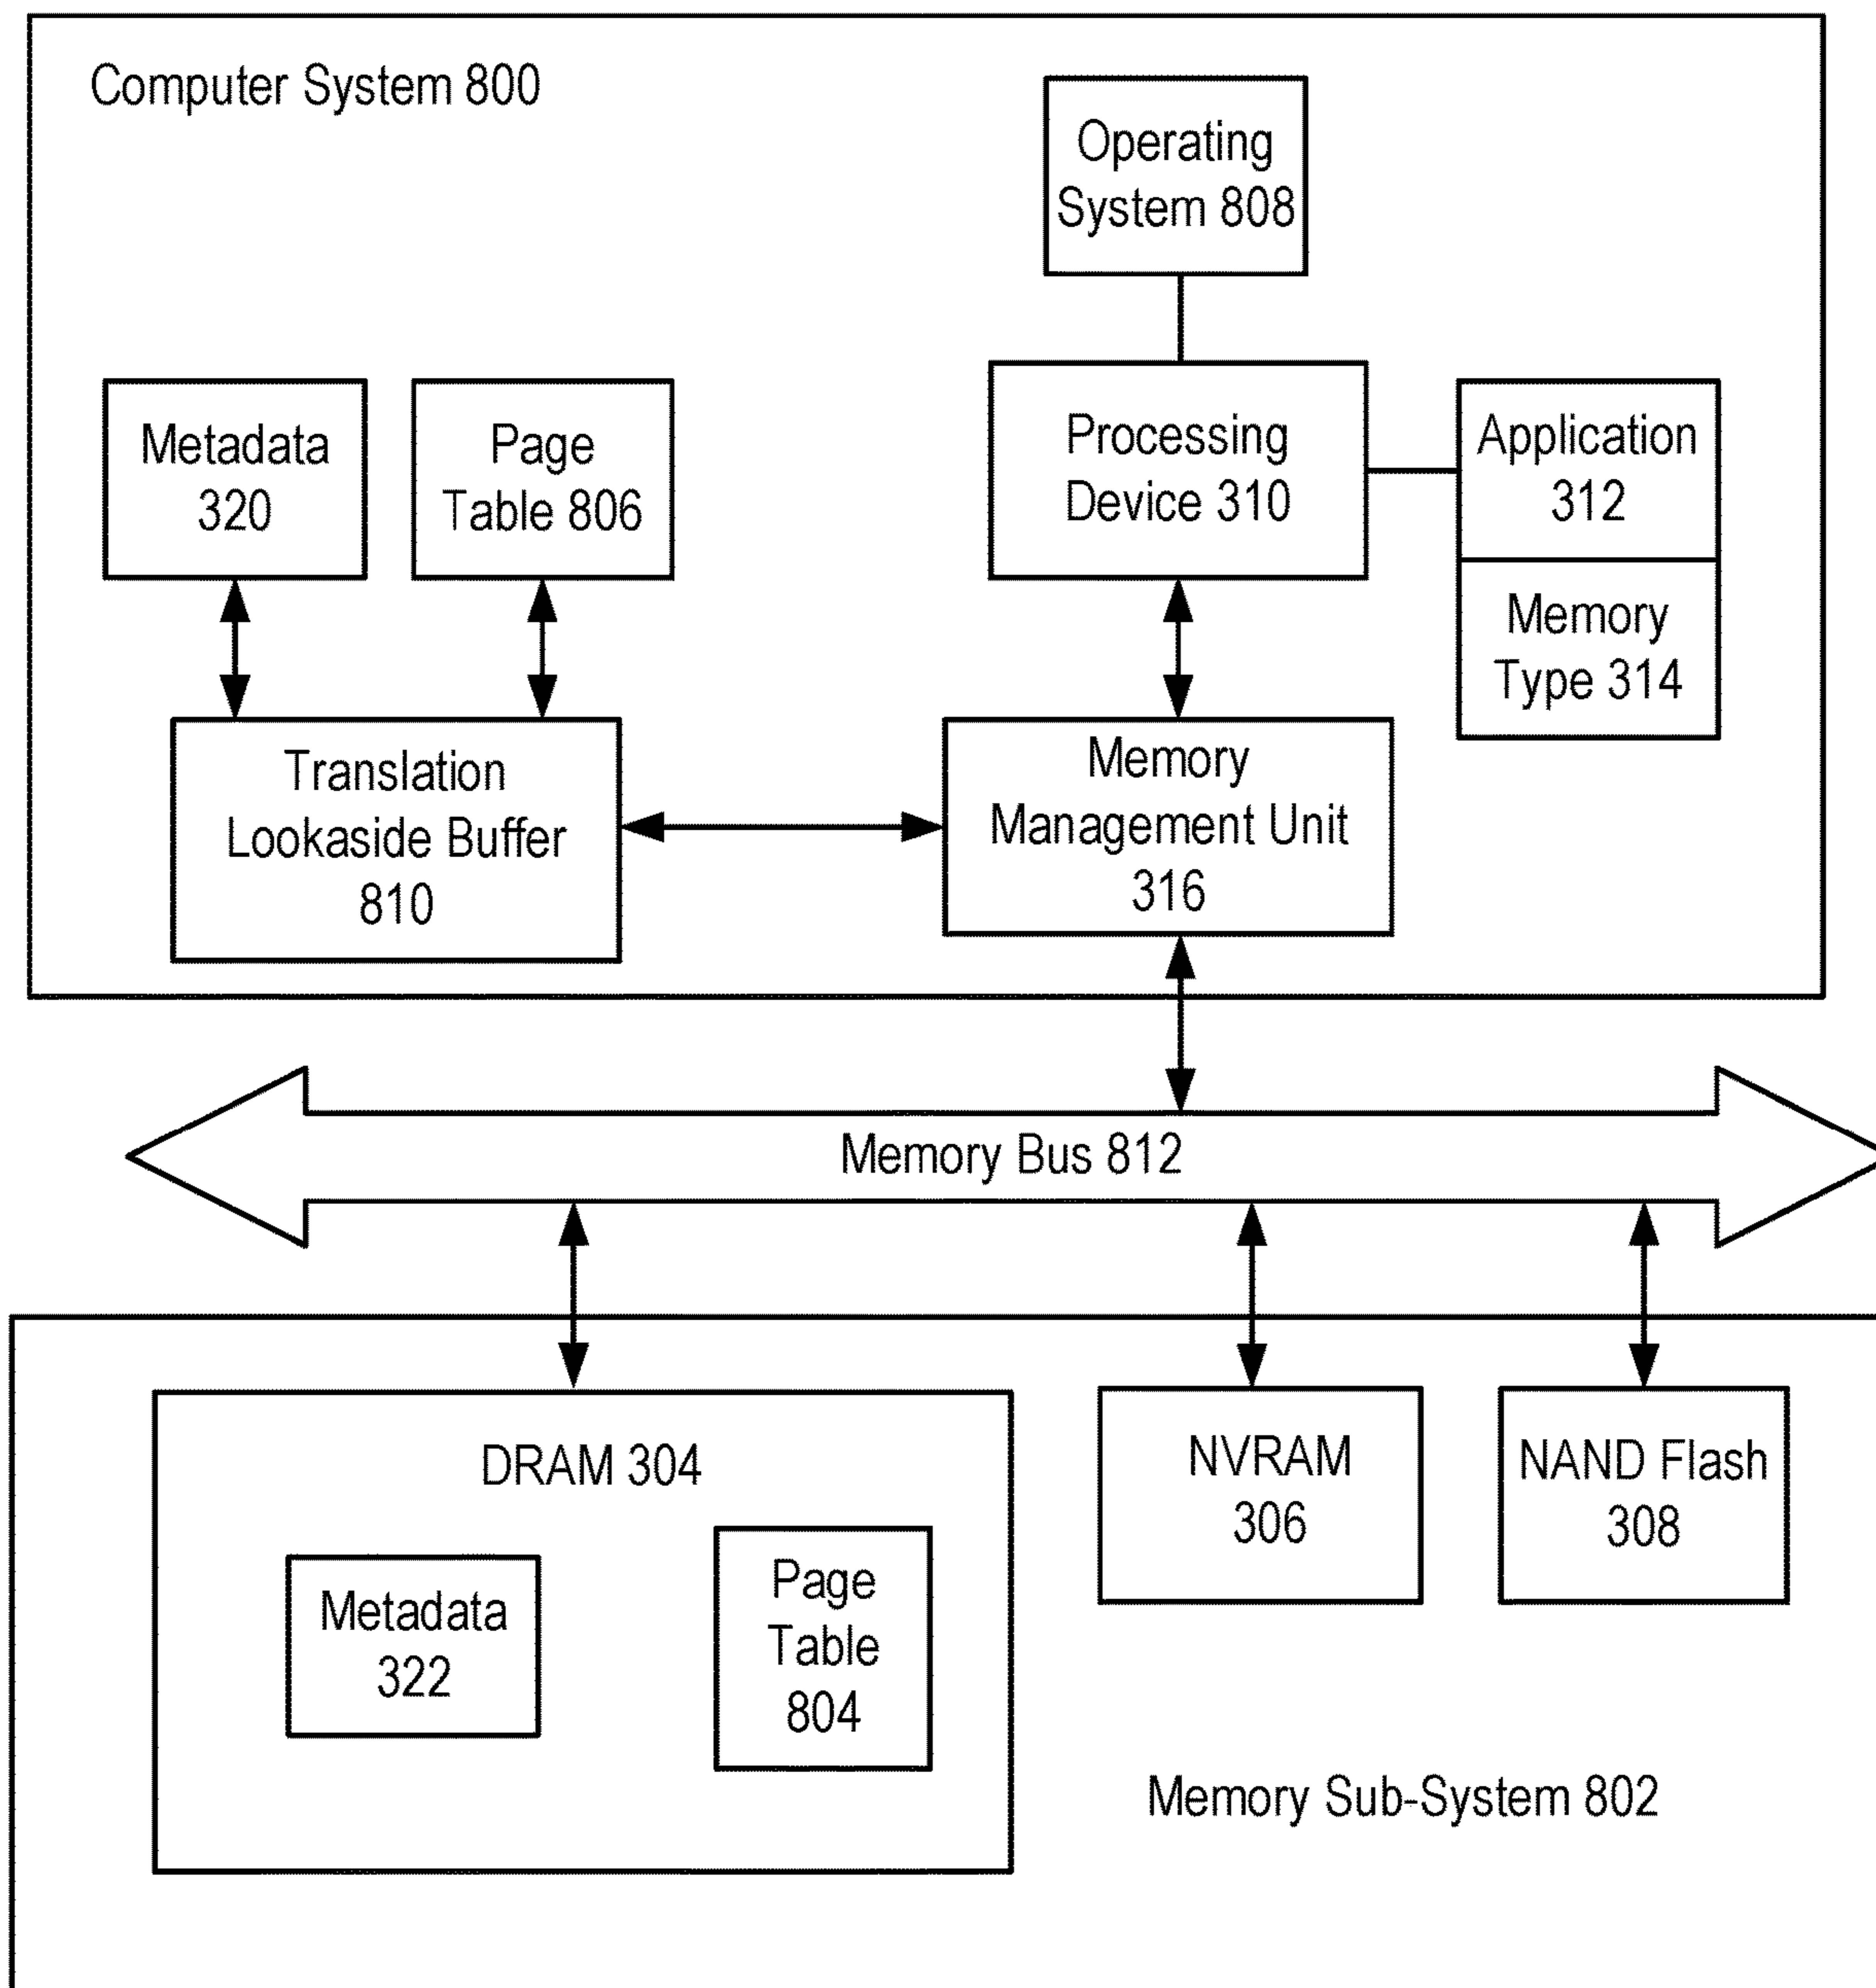 Computer System 800
Operating
System 808
Metadata
320
Page
Table 806
Processing
Device 310
Application
312
Memory
Type 314
Translation
Lookaside Buffer
810
Memory
Management Unit
316
Memory Bus 812
DRAM 304
Metadata
322
Page
Table
804
NVRAM
306
NAND Flash
308
Memory Sub-System 802